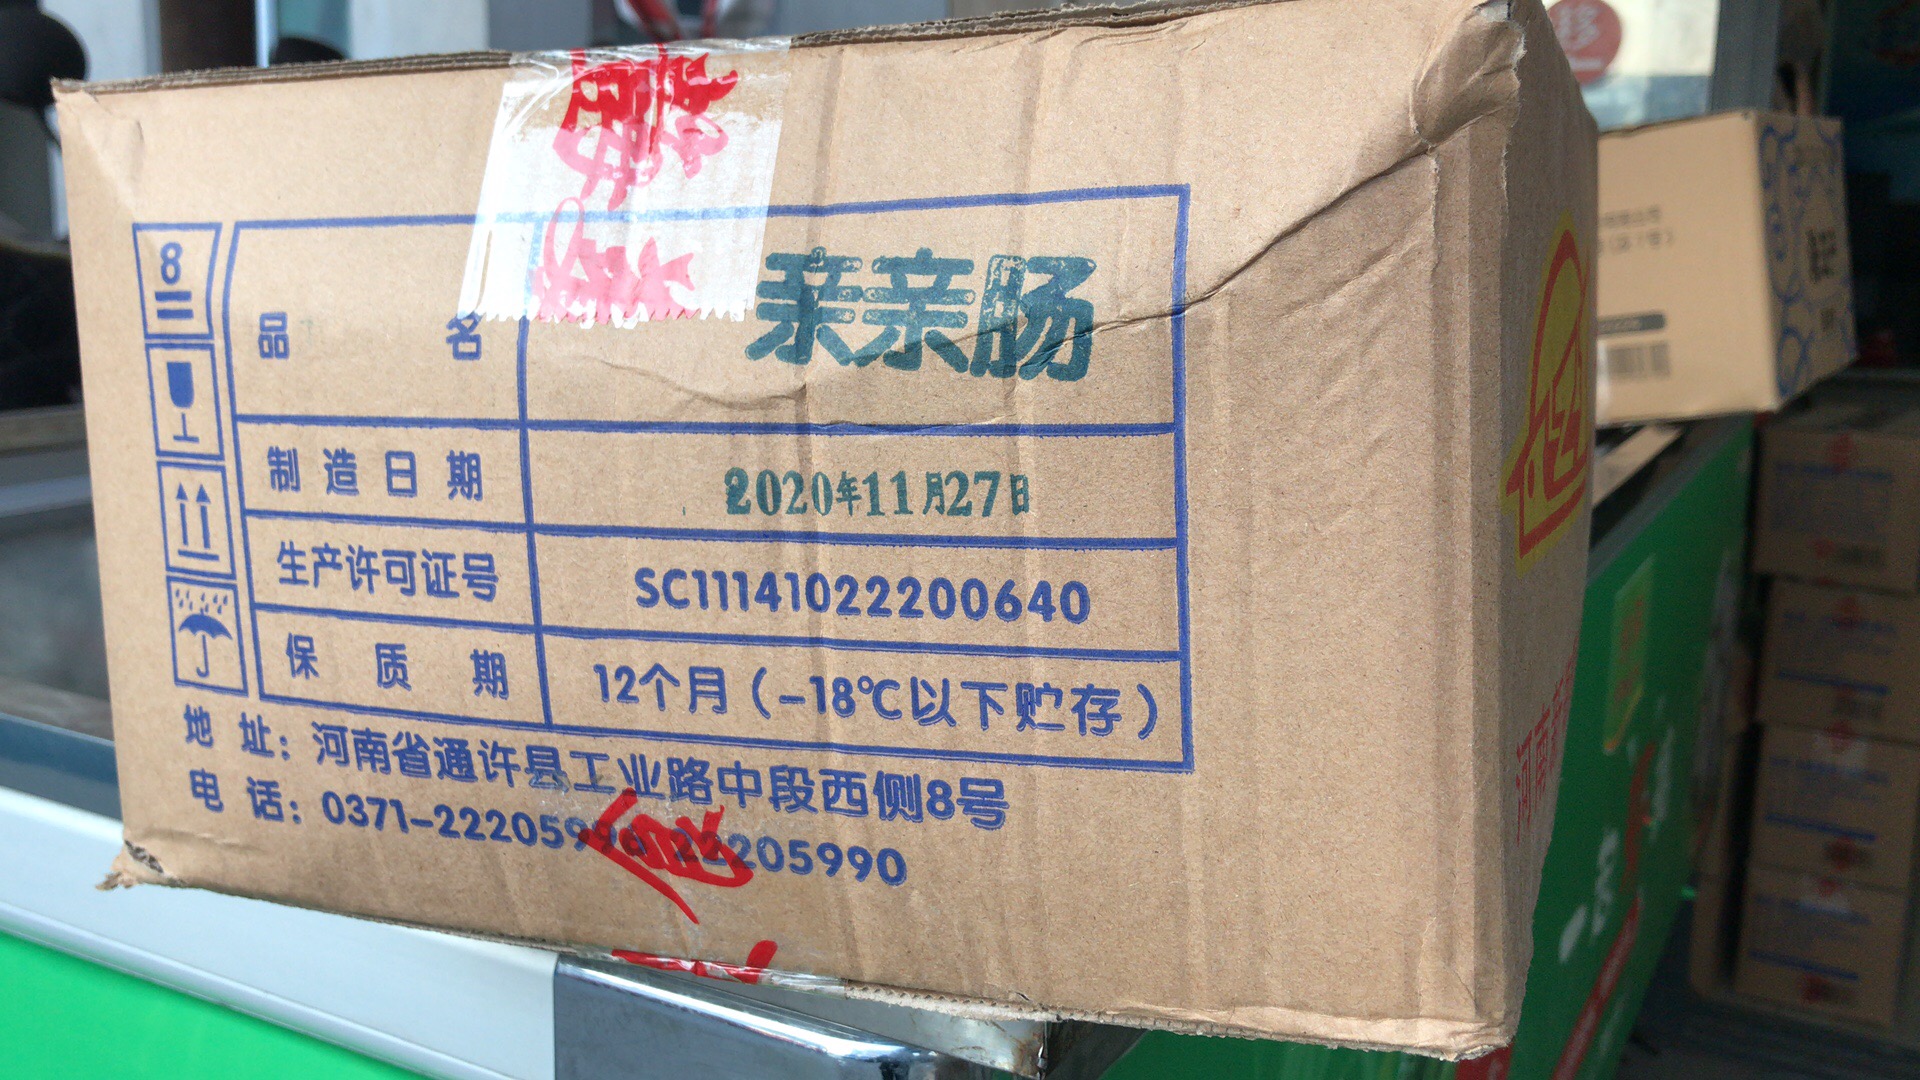 8
品 名 亲亲肠
制造日期 2020年11月27日
生产许可证号 SC11141022200640
保质期 12个月（-18℃以下贮存）
地址：河南省通许县工业路中段西侧8号
电话：0371-22205996 22205990
河南